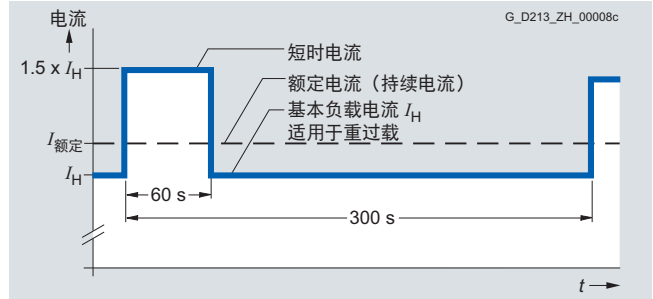 电流
G_D213_ZH_00008c
短时电流
1.5 x IH
额定电流（持续电流）
基本负载电流 IH
适用于重过载
I额定
IH
60 s
300 s
t